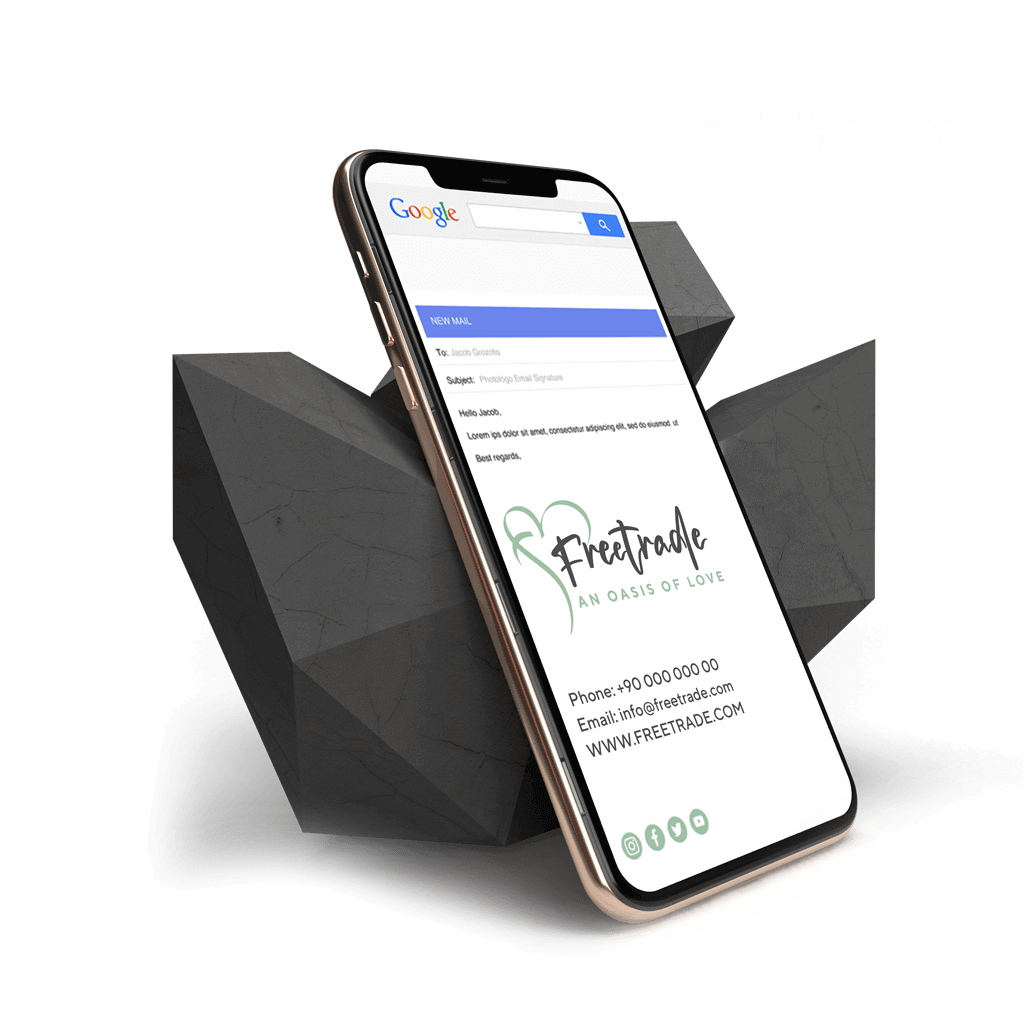 Google
NEW MAIL
To: Jacob Grozotis
Subject: Photologo Email Signature
Hello Jacob,
Lorem ips dolor sit amet, consectetur adipiscing elit, sed do eiusmod ut
Best regards,
Freetrade
AN OASIS OF LOVE
Phone: +90 000 000 00
Email: info@freetrade.com
WWW.FREETRADE.COM